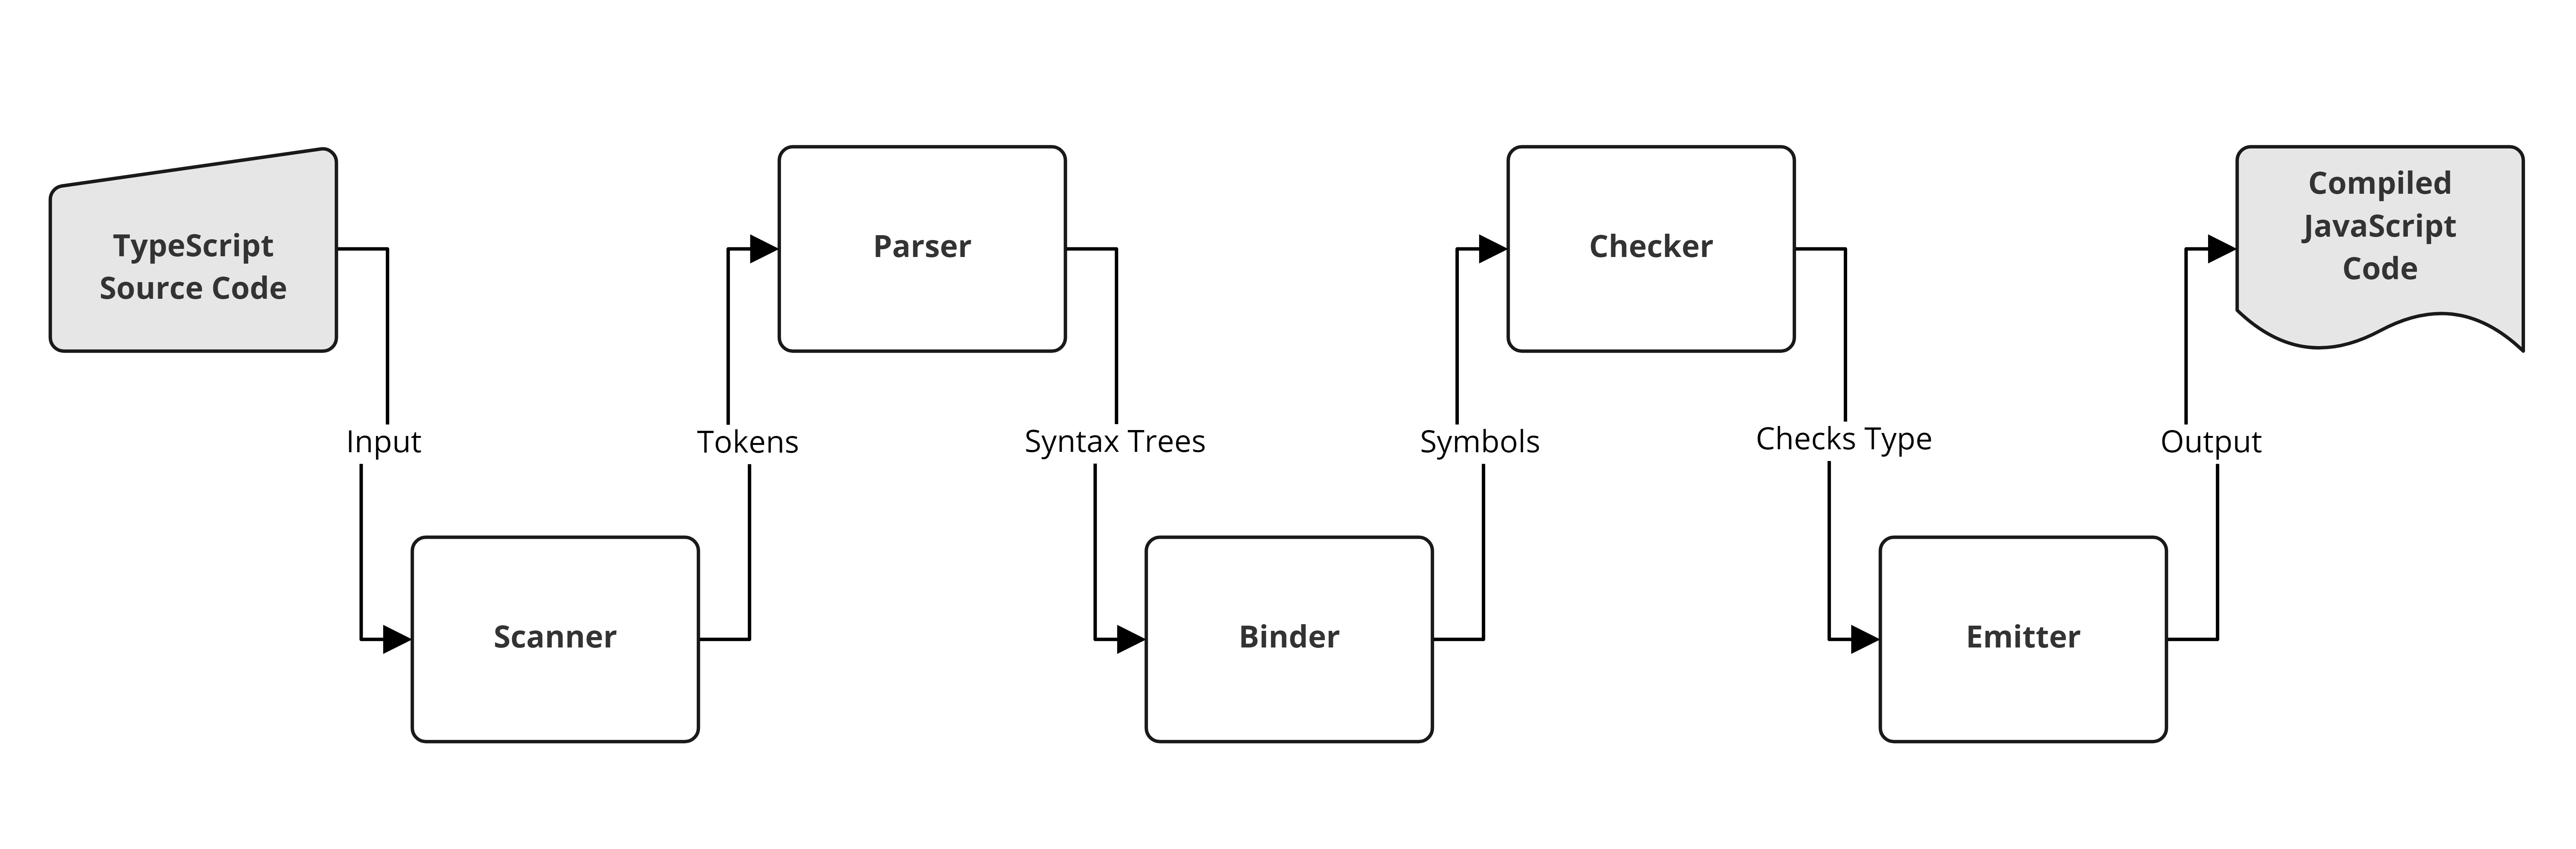 TypeScript
Source Code
Input
Scanner
Tokens
Parser
Syntax Trees
Binder
Symbols
Checker
Checks Type
Emitter
Output
Compiled
JavaScript
Code